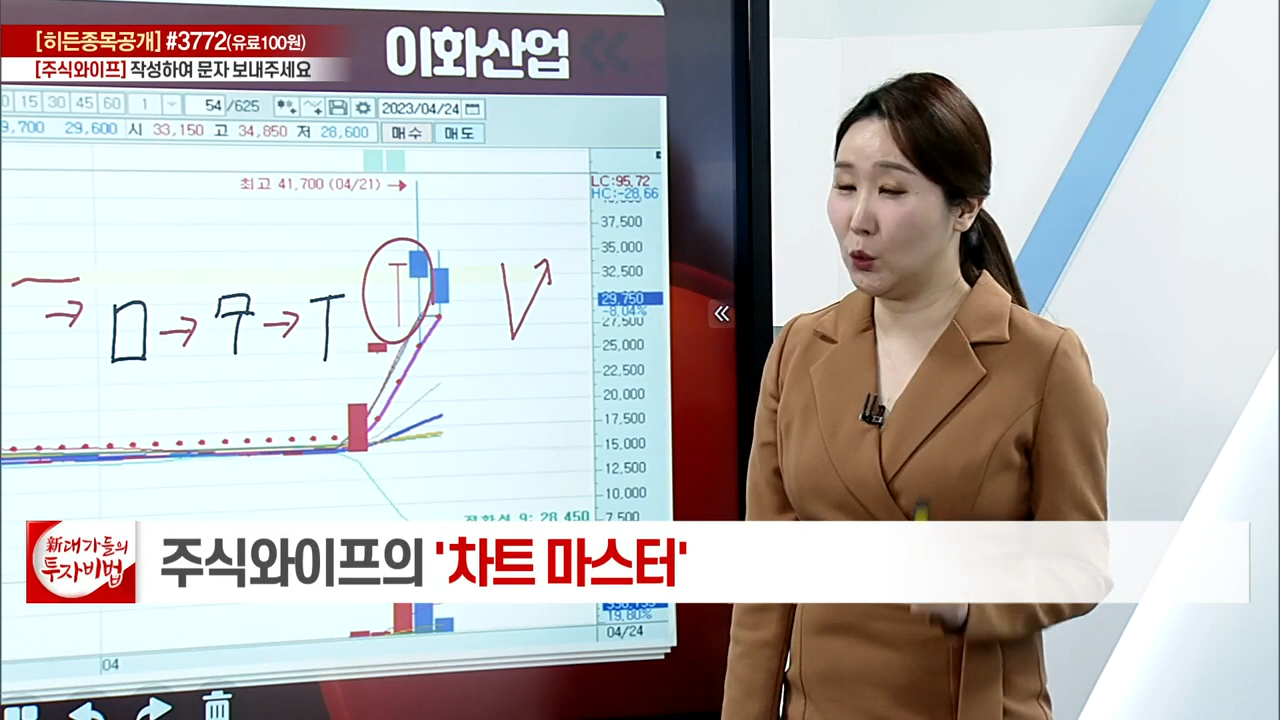 [히든종목공개] #3772(유료100원)
[주식와이프] 작성하여 문자 보내주세요
이화산업
15 30 45 60 1 54 /625 2023/04/24
29,600 시 33,150 고 34,850 저 28,600 매수 매도
최고 41,700 (04/21)
LC:95.72
HC:-28.66
37,500
35,000
32,500
29,750
-8.04%
27,500
25,000
22,500
20,000
17,500
15,000
12,500
10,000
7,500
전환선 9: 28,450
新대가들의
투자비법
주식와이프의 '차트 마스터'
19.80%
04/24
04